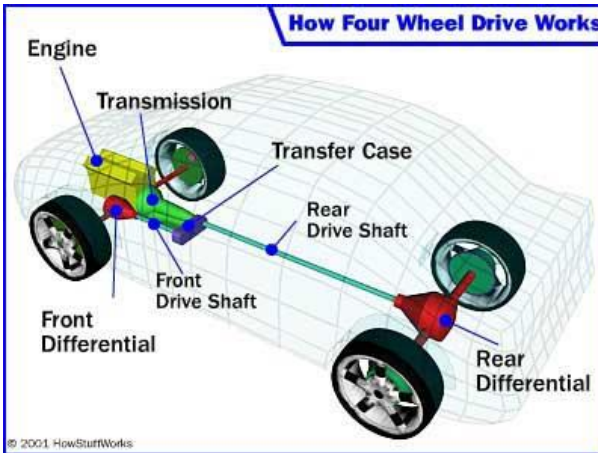 How Four Wheel Drive Works
Engine
Transmission
Transfer Case
Rear
Drive Shaft
Front
Drive Shaft
Front
Differential
Rear
Differential
© 2001 HowStuffWorks